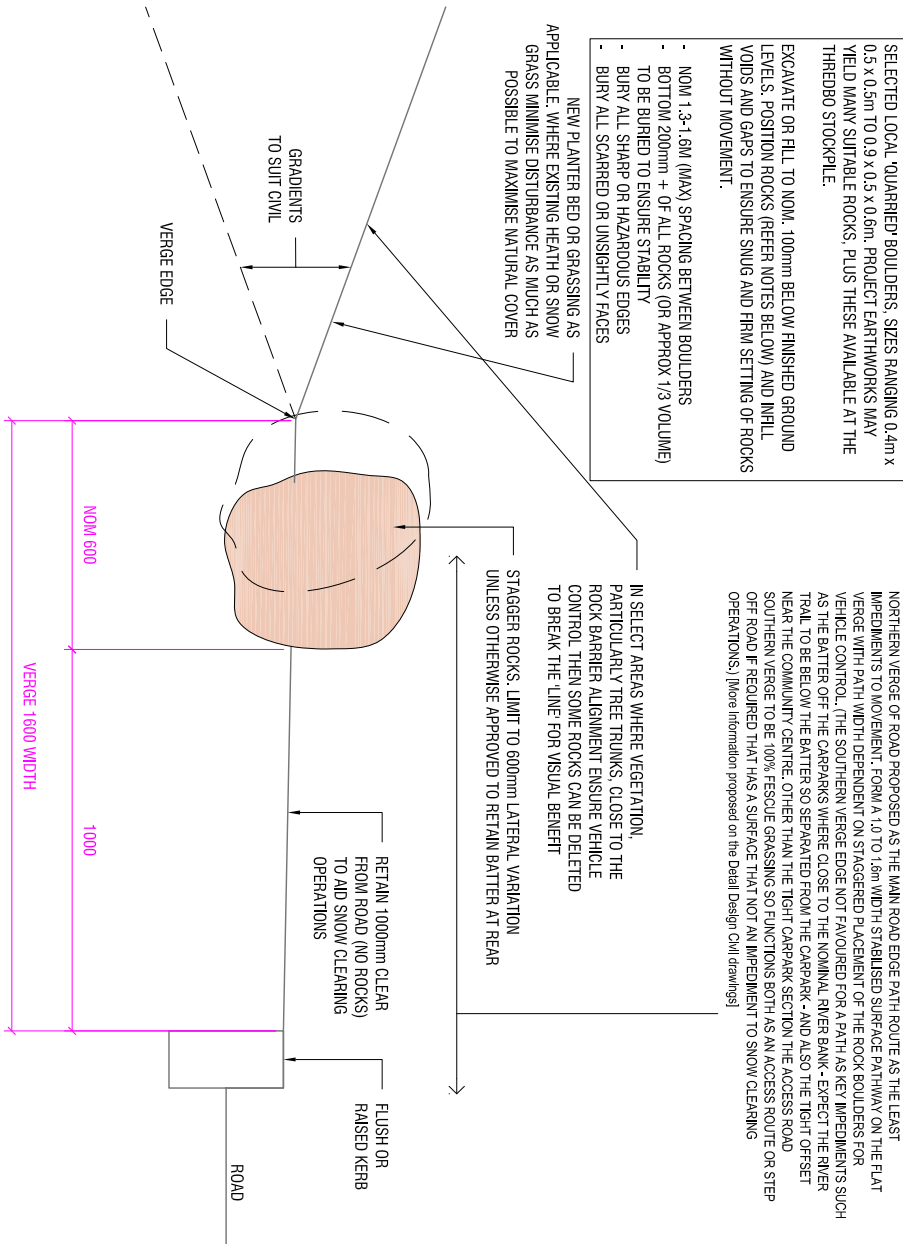 SELECTED LOCAL 'QUARRIED' BOULDERS, SIZES RANGING 0.4m x
0.5 x 0.5m TO 0.9 x 0.5 x 0.6m. PROJECT EARTHWORKS MAY
YIELD MANY SUITABLE ROCKS, PLUS THESE AVAILABLE AT THE
THREDBO STOCKPILE.
EXCAVATE OR FILL TO NOM. 100mm BELOW FINISHED GROUND
LEVELS. POSITION ROCKS (REFER NOTES BELOW) AND INFILL
VOIDS AND GAPS TO ENSURE SNUG AND FIRM SETTING OF ROCKS
WITHOUT MOVEMENT.
- NOM 1.3-1.6M (MAX) SPACING BETWEEN BOULDERS
- BOTTOM 200mm + OF ALL ROCKS (OR APPROX 1/3 VOLUME)
TO BE BURIED TO ENSURE STABILITY
- BURY ALL SHARP OR HAZARDOUS EDGES
- BURY ALL SCARRED OR UNSIGHTLY FACES
NORTHERN VERGE OF ROAD PROPOSED AS THE MAIN ROAD EDGE PATH ROUTE AS THE LEAST
IMPEDIMENTS TO MOVEMENT. FORM A 1.0 TO 1.6m WIDTH STABILISED SURFACE PATHWAY ON THE FLAT
VERGE WITH PATH WIDTH DEPENDENT ON STAGGERED PLACEMENT OF THE ROCK BOULDERS FOR
VEHICLE CONTROL. (THE SOUTHERN VERGE EDGE NOT FAVOURED FOR A PATH AS KEY IMPEDIMENTS SUCH
AS THE BATTER OFF THE CARPARKS WHERE CLOSE TO THE NOMINAL RIVER BANK - EXPECT THE RIVER
TRAIL TO BE BELOW THE BATTER SO SEPARATED FROM THE CARPARK - AND ALSO THE TIGHT OFFSET
NEAR THE COMMUNITY CENTRE. OTHER THAN THE TIGHT CARPARK SECTION THE ACCESS ROAD
SOUTHERN VERGE TO BE 100% FESCUE GRASSING SO FUNCTIONS BOTH AS AN ACCESS ROUTE OR STEP
OFF ROAD IF REQUIRED THAT HAS A SURFACE THAT NOT AN IMPEDIMENT TO SNOW CLEARING
OPERATIONS.) [More Information proposed on the Detail Design Civil drawings]
NEW PLANTER BED OR GRASSING AS
APPLICABLE. WHERE EXISTING HEATH OR SNOW
GRASS MINIMISE DISTURBANCE AS MUCH AS
POSSIBLE TO MAXIMISE NATURAL COVER
IN SELECT AREAS WHERE VEGETATION,
PARTICULARLY TREE TRUNKS, CLOSE TO THE
ROCK BARRIER ALIGNMENT ENSURE VEHICLE
CONTROL THEN SOME ROCKS CAN BE DELETED
TO BREAK THE 'LINE' FOR VISUAL BENEFIT
STAGGER ROCKS. LIMIT TO 600mm LATERAL VARIATION
UNLESS OTHERWISE APPROVED TO RETAIN BATTER AT REAR
GRADIENTS
TO SUIT CIVIL
VERGE EDGE
RETAIN 1000mm CLEAR
FROM ROAD (NO ROCKS)
TO AID SNOW CLEARING
OPERATIONS
FLUSH OR
RAISED KERB
ROAD
NOM 600
1000
VERGE 1600 WIDTH